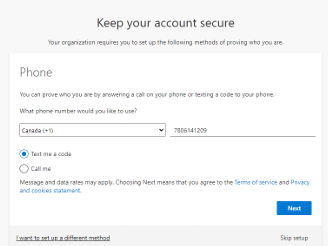 Keep your account secure
Your organization requires you to set up the following methods of proving who you are.
Phone
You can prove who you are by answering a call on your phone or texting a code to your phone.
What phone number would you like to use?
Canada (+1) 7806141209
Text me a code
Call me
Message and data rates may apply. Choosing Next means that you agree to the Terms of service and Privacy
and cookies statement.
Next
I want to set up a different method Skip setup